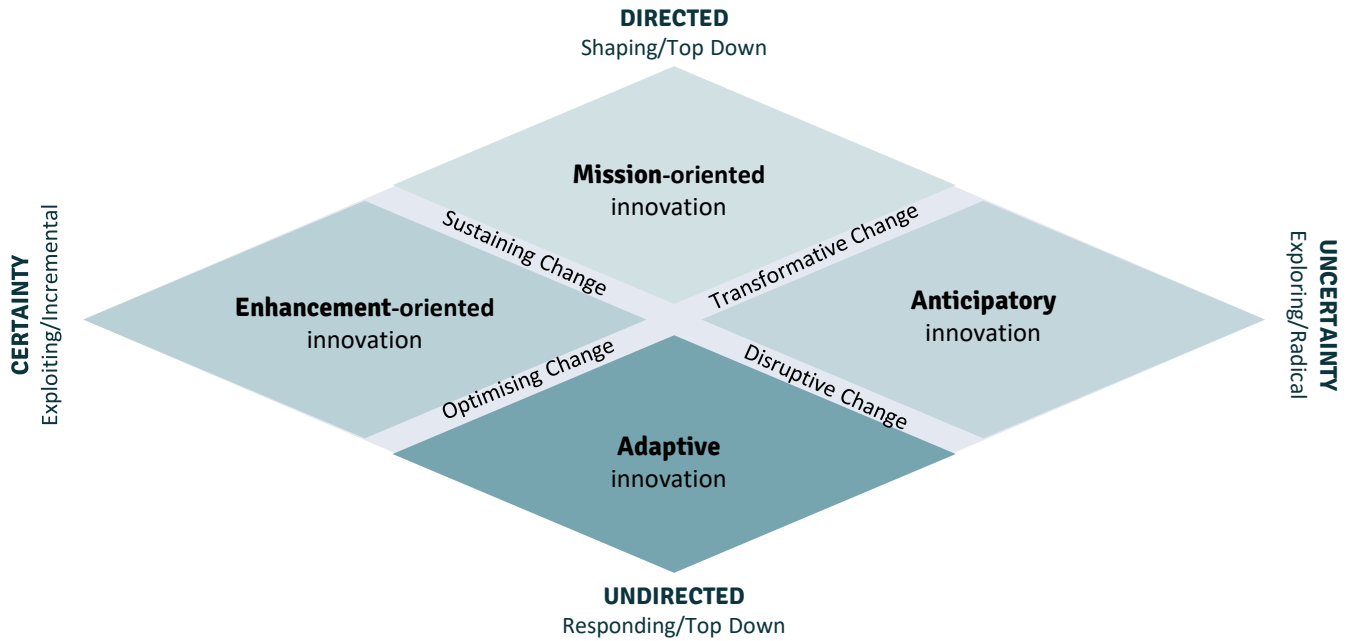 DIRECTED
Shaping/Top Down
Mission-oriented
innovation
Sustaining Change
Transformative Change
CERTAINTY
Exploiting/Incremental
Enhancement-oriented
innovation
Anticipatory
innovation
UNCERTAINTY
Exploring/Radical
Optimising Change
Disruptive Change
Adaptive
innovation
UNDIRECTED
Responding/Top Down